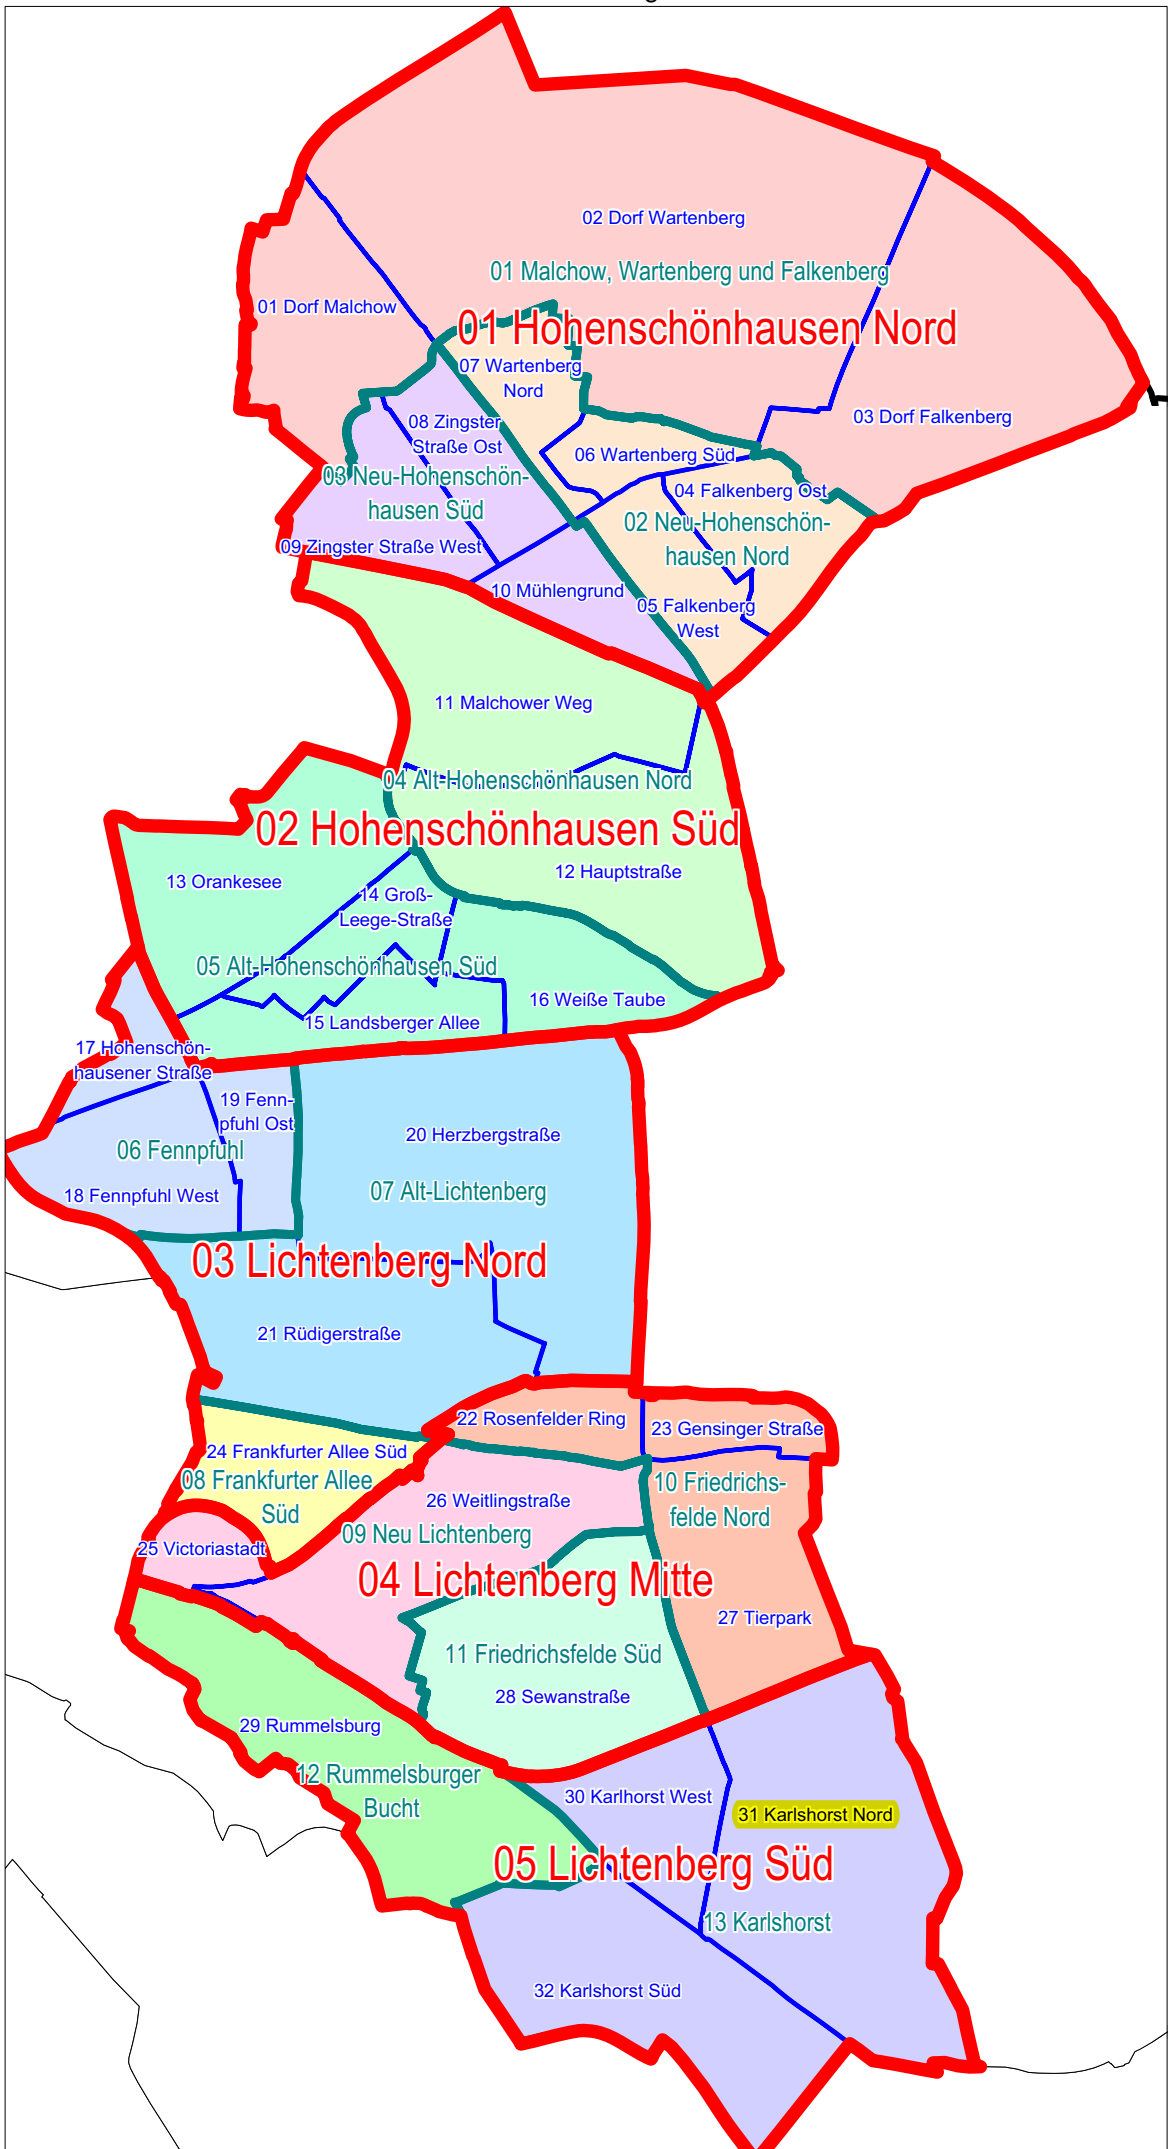 02 Dorf Wartenberg
01 Malchow, Wartenberg und Falkenberg
01 Dorf Malchow
01 Hohenschönhausen Nord
07 Wartenberg
Nord
03 Dorf Falkenberg
08 Zingster
Straße Ost
06 Wartenberg Süd
03 Neu-Hohenschön-
hausen Süd
04 Falkenberg Ost
02 Neu-Hohenschön-
hausen Nord
09 Zingster Straße West
10 Mühlengrund
05 Falkenberg
West
11 Malchower Weg
04 Alt-Hohenschönhausen Nord
02 Hohenschönhausen Süd
12 Hauptstraße
13 Orankesee
14 Groß-
Leege-Straße
05 Alt-Hohenschönhausen Süd
16 Weiße Taube
15 Landsberger Allee
17 Hohenschön-
hausener Straße
19 Fenn-
pfuhl Ost
20 Herzbergstraße
06 Fennpfuhl
18 Fennpfuhl West
07 Alt-Lichtenberg
03 Lichtenberg Nord
21 Rüdigerstraße
22 Rosenfelder Ring
23 Gensinger Straße
24 Frankfurter Allee Süd
08 Frankfurter Allee
Süd
10 Friedrichs-
felde Nord
26 Weitlingstraße
09 Neu Lichtenberg
25 Victoriastadt
04 Lichtenberg Mitte
27 Tierpark
11 Friedrichsfelde Süd
28 Sewanstraße
29 Rummelsburg
12 Rummelsburger
Bucht
30 Karlhorst West
31 Karlshorst Nord
05 Lichtenberg Süd
13 Karlshorst
32 Karlshorst Süd